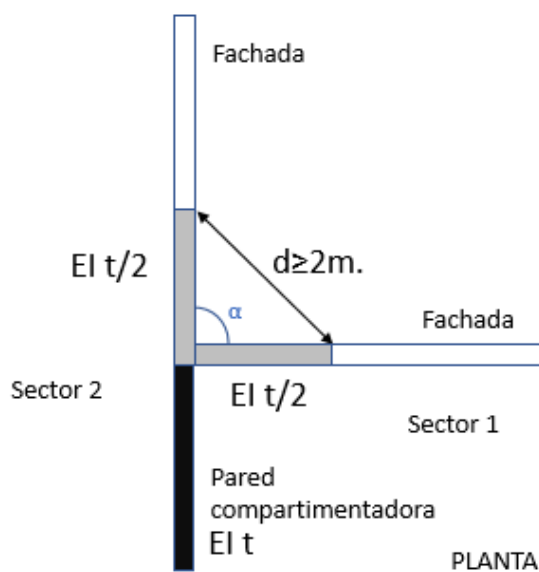 Fachada
EI t/2
d≥2m.
α
Fachada
Sector 2
EI t/2
Sector 1
Pared
compartimentadora
EI t
PLANTA